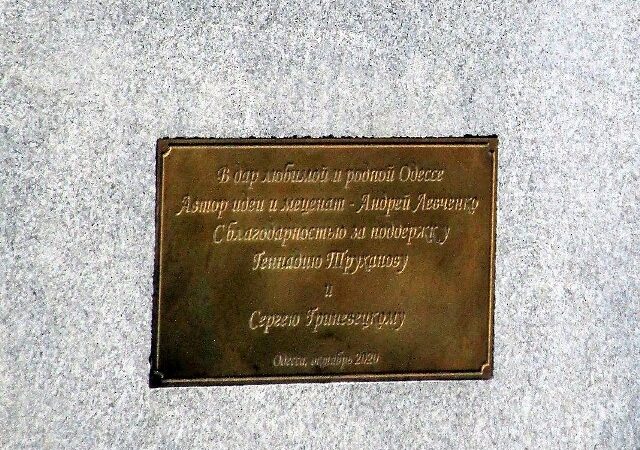 В дар любимой и родной Одессе
Автор идеи и меценат - Андрей Левченко
С благодарностью за поддержку
Геннадию Труханову
и
Сергею Гриневецкому
Одесса, октябрь 2020